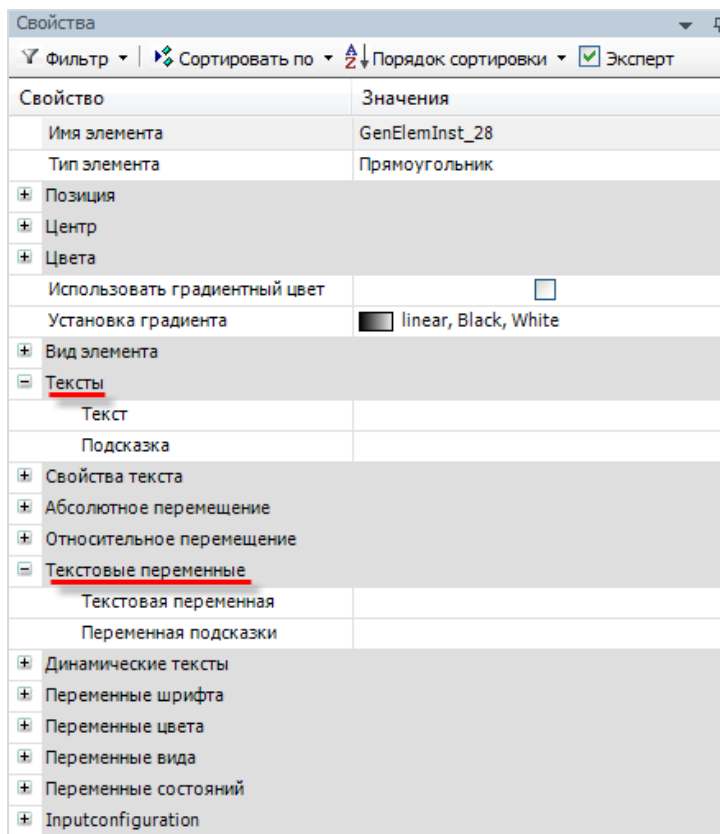 Свойства
Фильтр Сортировать по Порядок сортировки Эксперт
Свойство Значения
Имя элемента GenElemInst_28
Тип элемента Прямоугольник
Позиция
Центр
Цвета
Использовать градиентный цвет
Установка градиента linear, Black, White
Вид элемента
Тексты
Текст
Подсказка
Свойства текста
Абсолютное перемещение
Относительное перемещение
Текстовые переменные
Текстовая переменная
Переменная подсказки
Динамические тексты
Переменные шрифта
Переменные цвета
Переменные вида
Переменные состояний
Inputconfiguration